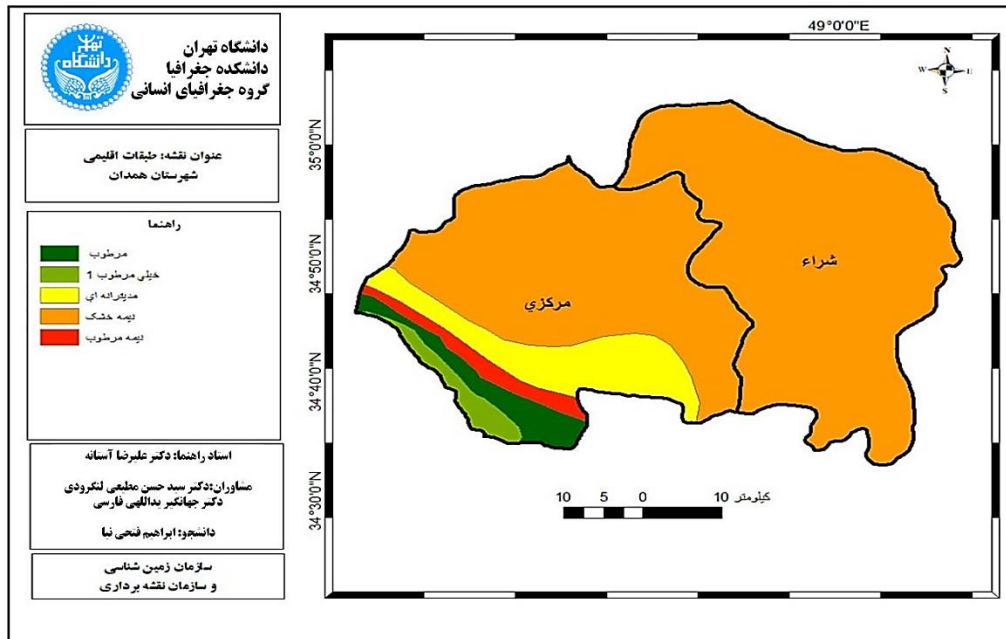 تهران
دانشگاه
دانشگاه تهران
دانشکده جغرافیا
گروه جغرافیای انسانی
عنوان نقشه: طبقات اقلیمی
شهرستان همدان
راهنما
مرطوب
خیلی مرطوب 1
مدیترانه اي
نیمه خشک
نیمه مرطوب
استاد راهنما: دکتر علیرضا آستانه
مشاوران:دکتر سید حسن مطیعی لنگرودی
دکتر جهانگیر یداللهی فارسی
دانشجو: ابراهیم فتحی نیا
سازمان زمین شناسی
و سازمان نقشه برداری
49°0'0"E
N
W E
S
35°0'0"N
34°50'0"N
34°40'0"N
34°30'0"N
شراء
مرکزي
10 5 0 10 کیلومتر